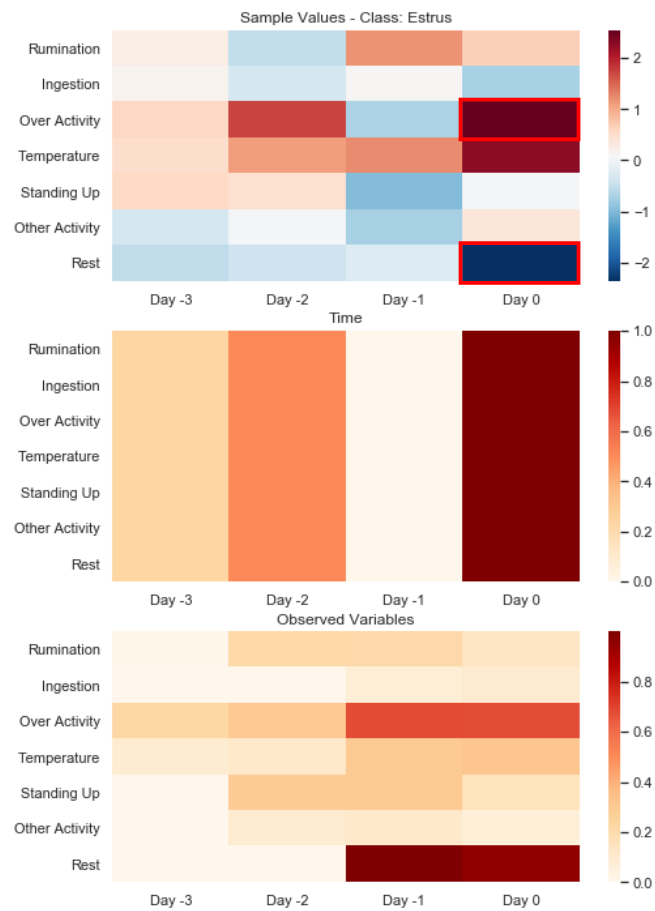 Sample Values - Class: Estrus
Rumination
Ingestion
Over Activity
Temperature
Standing Up
Other Activity
Rest
2
1
0
−1
−2
Day -3 Day -2 Day -1 Day 0
Time
Rumination
Ingestion
Over Activity
Temperature
Standing Up
Other Activity
Rest
1.0
0.8
0.6
0.4
0.2
0.0
Day -3 Day -2 Day -1 Day 0
Observed Variables
Rumination
Ingestion
Over Activity
Temperature
Standing Up
Other Activity
Rest
0.8
0.6
0.4
0.2
0.0
Day -3 Day -2 Day -1 Day 0